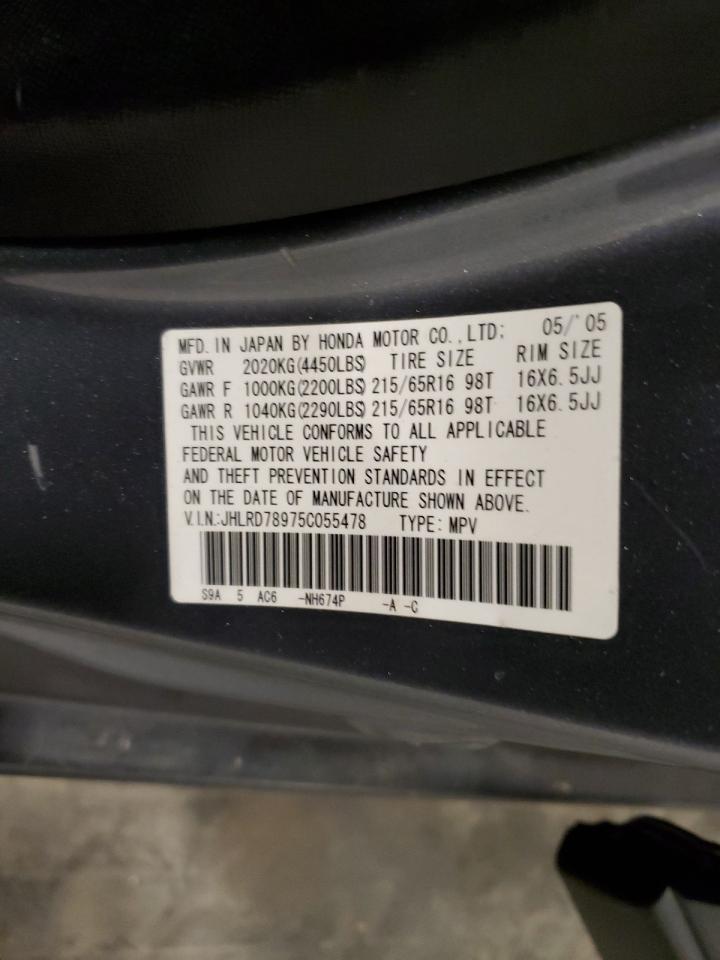 MFD. IN JAPAN BY HONDA MOTOR CO., LTD: 05/'05
GVWR 2020KG(4450LBS) TIRE SIZE RIM SIZE
GAWR F 1000KG(2200LBS) 215/65R16 98T 16X6.5JJ
GAWR R 1040KG(2290LBS) 215/65R16 98T 16X6.5JJ
THIS VEHICLE CONFORMS TO ALL APPLICABLE
FEDERAL MOTOR VEHICLE SAFETY
AND THEFT PREVENTION STANDARDS IN EFFECT
ON THE DATE OF MANUFACTURE SHOWN ABOVE.
V.I.N.:JHLRD78975C055478 TYPE: MPV
S9A 5 AC6 -NH674P -A -C